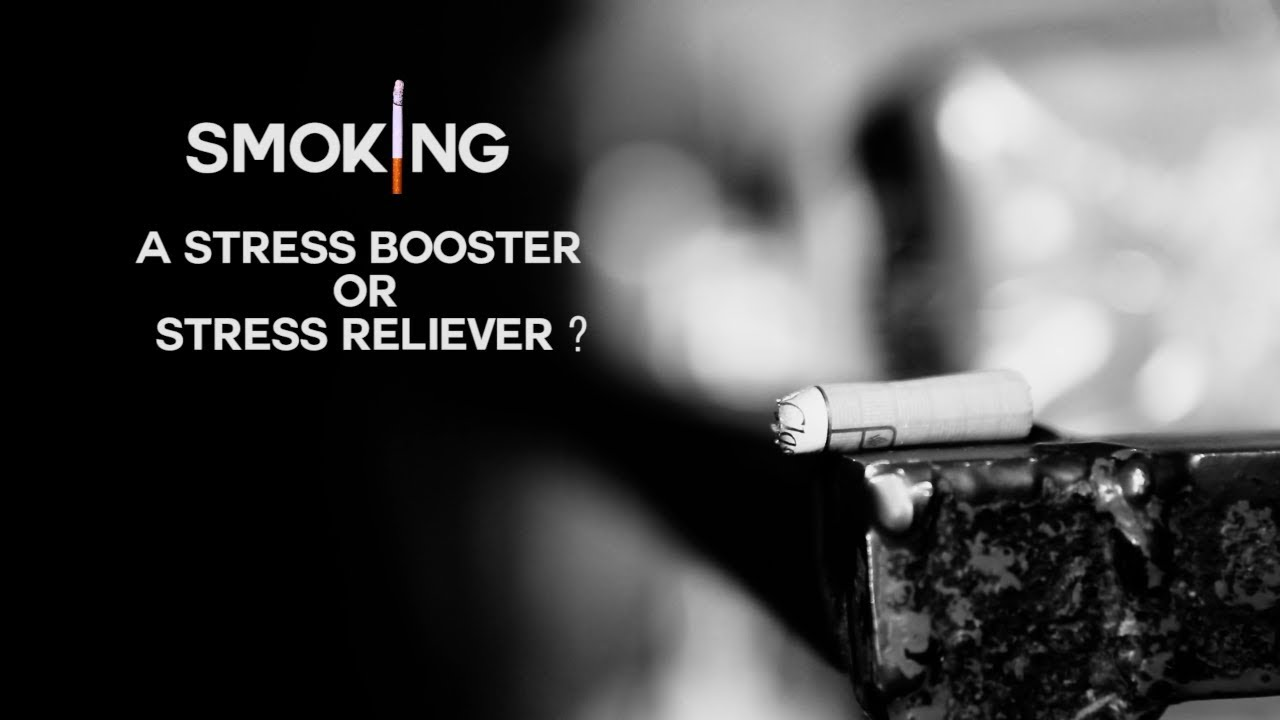 SMOKING
A STRESS BOOSTER
OR
STRESS RELIEVER ?